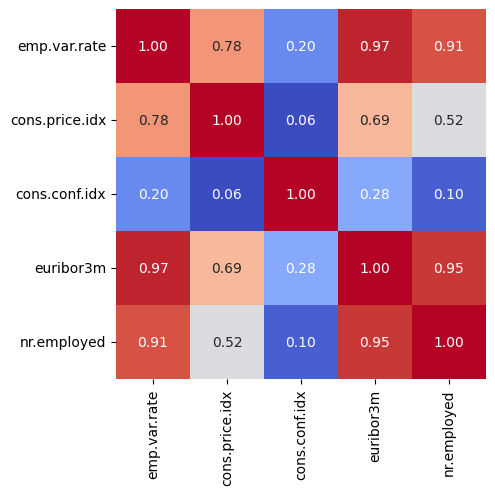 emp.var.rate 1.00 0.78 0.20 0.97 0.91
cons.price.idx 0.78 1.00 0.06 0.69 0.52
cons.conf.idx 0.20 0.06 1.00 0.28 0.10
euribor3m 0.97 0.69 0.28 1.00 0.95
nr.employed 0.91 0.52 0.10 0.95 1.00
emp.var.rate
cons.price.idx
cons.conf.idx
euribor3m
nr.employed